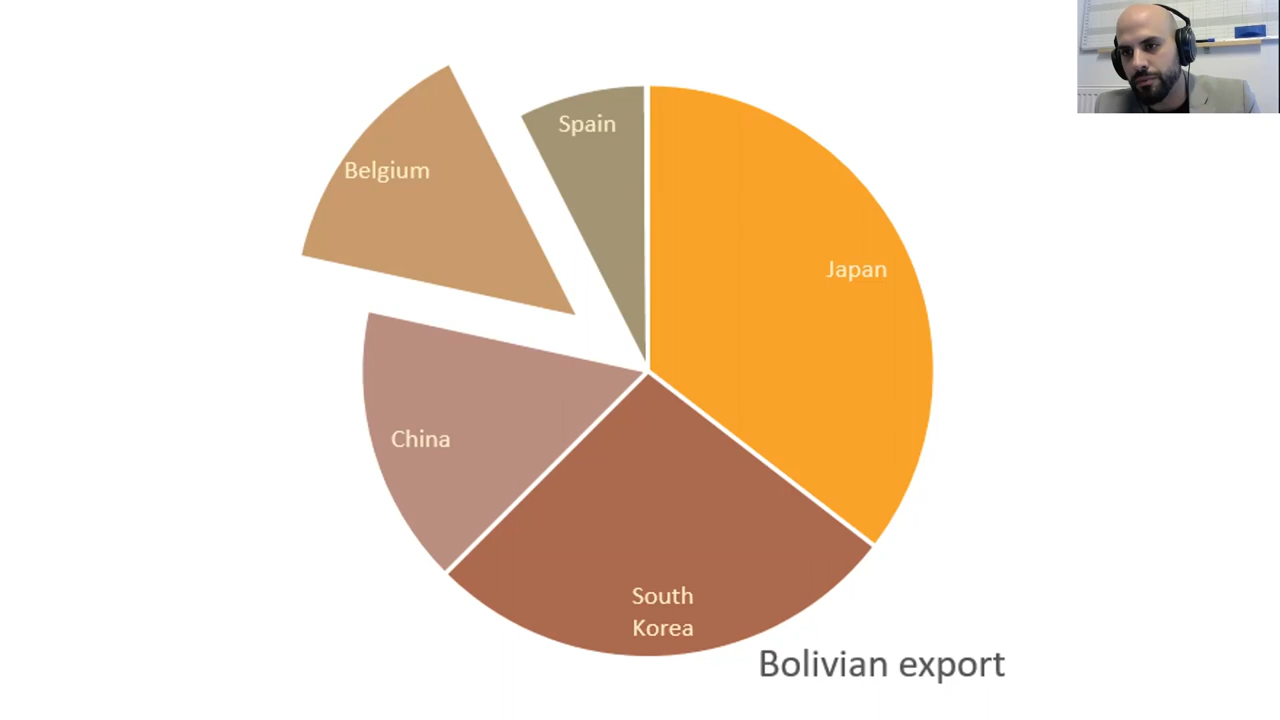 Spain
Belgium
Japan
China
South
Korea
Bolivian export